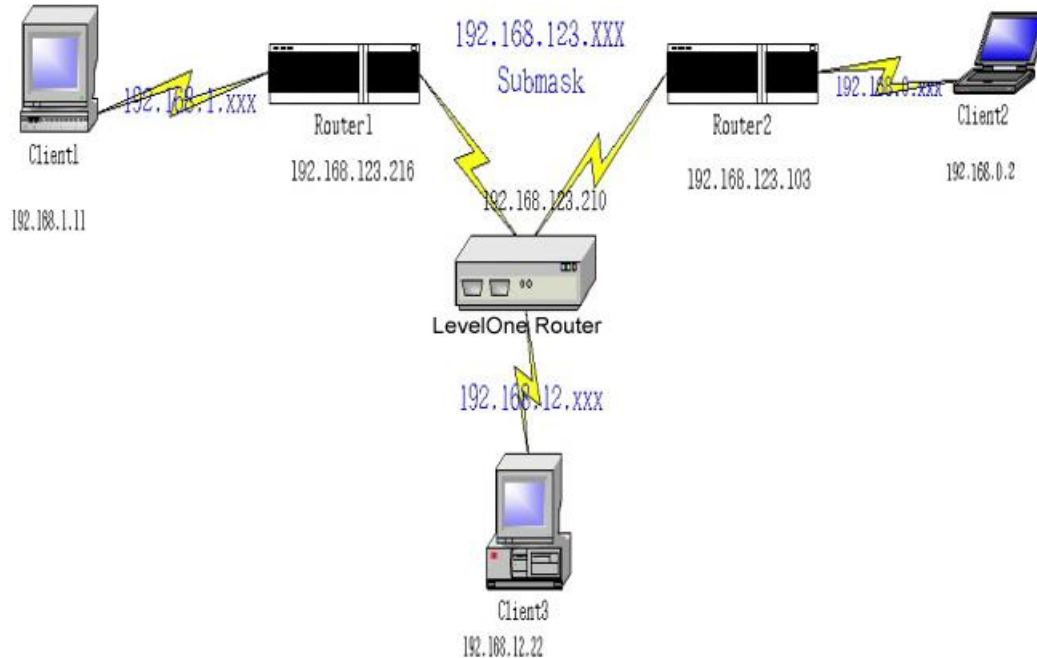 192.168.123.XXX
Submask
192.168.1.xxx
192.168.0.xxx
Router1
Router2
Client1
Client2
192.168.123.216
192.168.123.103
192.168.0.2
192.168.1.11
192.168.123.210
LevelOne Router
192.168.12.xxx
Client3
192.168.12.22